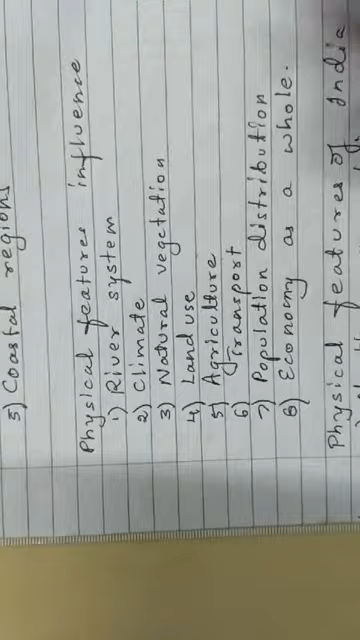 5) Coastal regions
Physical features influence
1) River system
2) Climate
3) Natural vegetation
4) Land use
5) Agriculture
6) Transport
7) Population distribution
8) Economy as a whole.
Physical features of India